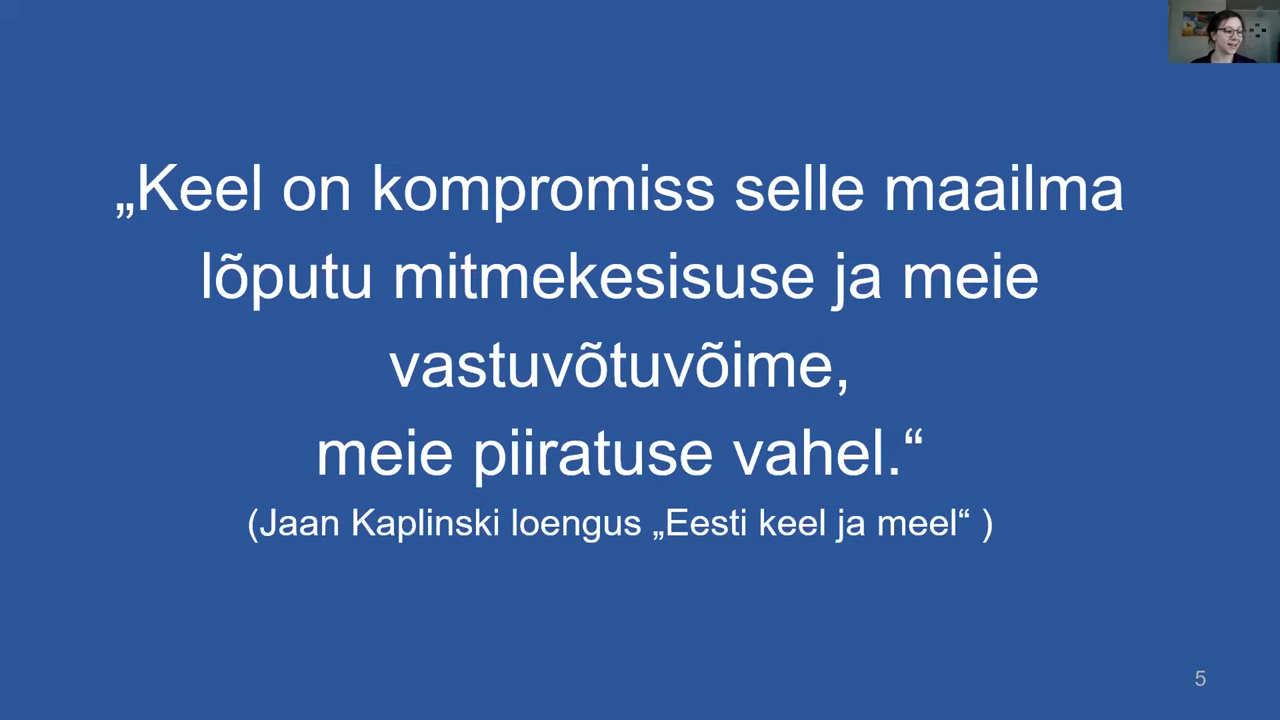 „Keel on kompromiss selle maailma
lõputu mitmekesisuse ja meie
vastuvõtuvõime,
meie piiratuse vahel.“
(Jaan Kaplinski loengus „Eesti keel ja meel“ )
5